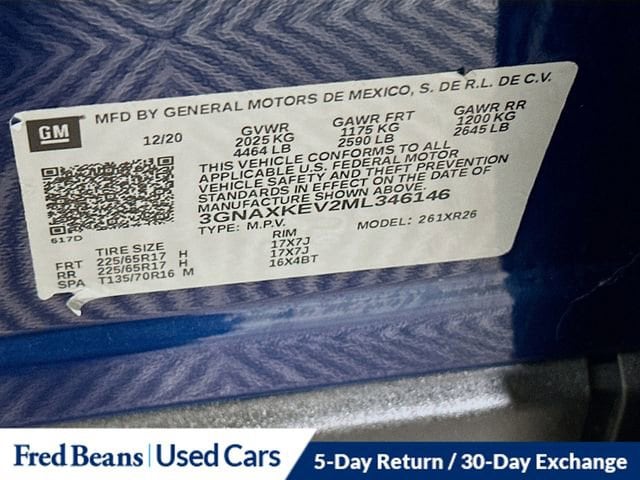 GM
MFD BY GENERAL MOTORS DE MEXICO, S. DE R.L. DE C.V.
12/20
GVWR GAWR FRT GAWR RR
2025 KG 1175 KG 1200 KG
4464 LB 2590 LB 2645 LB
THIS VEHICLE CONFORMS TO ALL
APPLICABLE U.S. FEDERAL MOTOR
VEHICLE SAFETY AND THEFT PREVENTION
STANDARDS IN EFFECT ON THE DATE OF
MANUFACTURE SHOWN ABOVE.
3GNAXKEV2ML346146
TYPE: M.P.V. MODEL: 261XR26
617D
TIRE SIZE RIM
FRT 225/65R17 H 17X7J
RR 225/65R17 H 17X7J
SPA T135/70R16 M 16X4BT
Fred Beans | Used Cars
5-Day Return / 30-Day Exchange